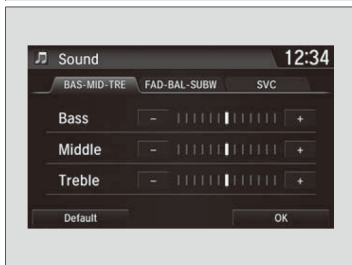 Sound 12:34
BAS-MID-TRE FAD-BAL-SUBW SVC
Bass - +
Middle - +
Treble - +
Default OK